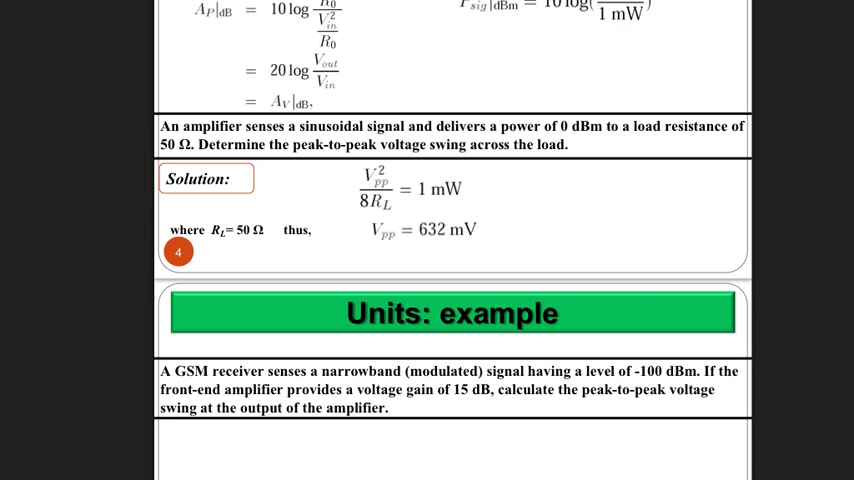 A_P|dB = 10 log R_0
V_in^2
R_0
= 20 log V_out / V_in
= A_V|dB,
P_sig|dBm = 10 log( / 1 mW )
An amplifier senses a sinusoidal signal and delivers a power of 0 dBm to a load resistance of
50 Ω. Determine the peak-to-peak voltage swing across the load.
Solution:
V_pp^2 / 8R_L = 1 mW
where R_L= 50 Ω thus, V_pp = 632 mV
4
Units: example
A GSM receiver senses a narrowband (modulated) signal having a level of -100 dBm. If the
front-end amplifier provides a voltage gain of 15 dB, calculate the peak-to-peak voltage
swing at the output of the amplifier.